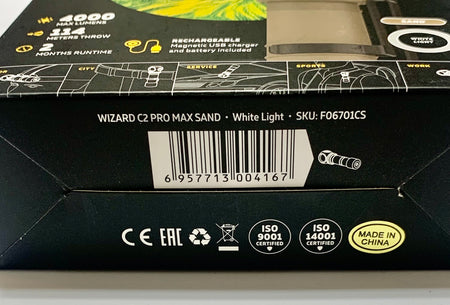 4000
MAX LUMENS
114
METERS THROW
2
MONTHS RUNTIME
RECHARGEABLE
Magnetic USB charger
and battery included
SAND
WHITE
LIGHT
CITY
SERVICE
SPORTS
WORK
WIZARD C2 PRO MAX SAND • White Light • SKU: F06701CS
6 957713 004167
CE EAC
ISO
9001
CERTIFIED
ISO
14001
CERTIFIED
MADE IN
CHINA